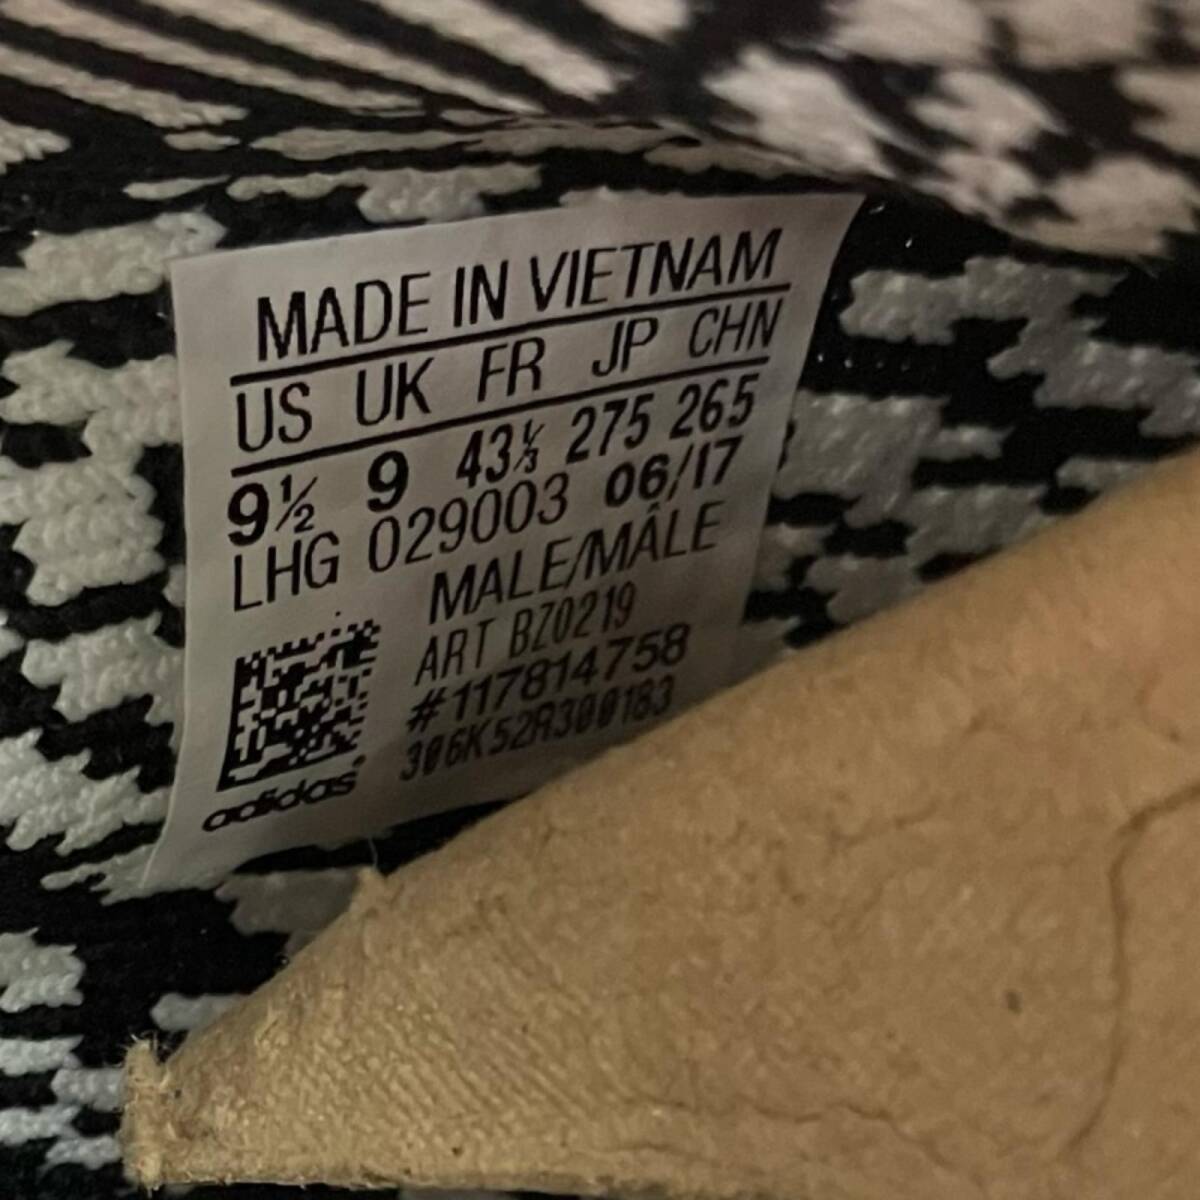 MADE IN VIETNAM
US UK FR JP CHN
9½ 9 43⅓ 275 265
LHG 029003 06/17
MALE/MÂLE
ART BZ0219
#117814758
306K52R300183
adidas